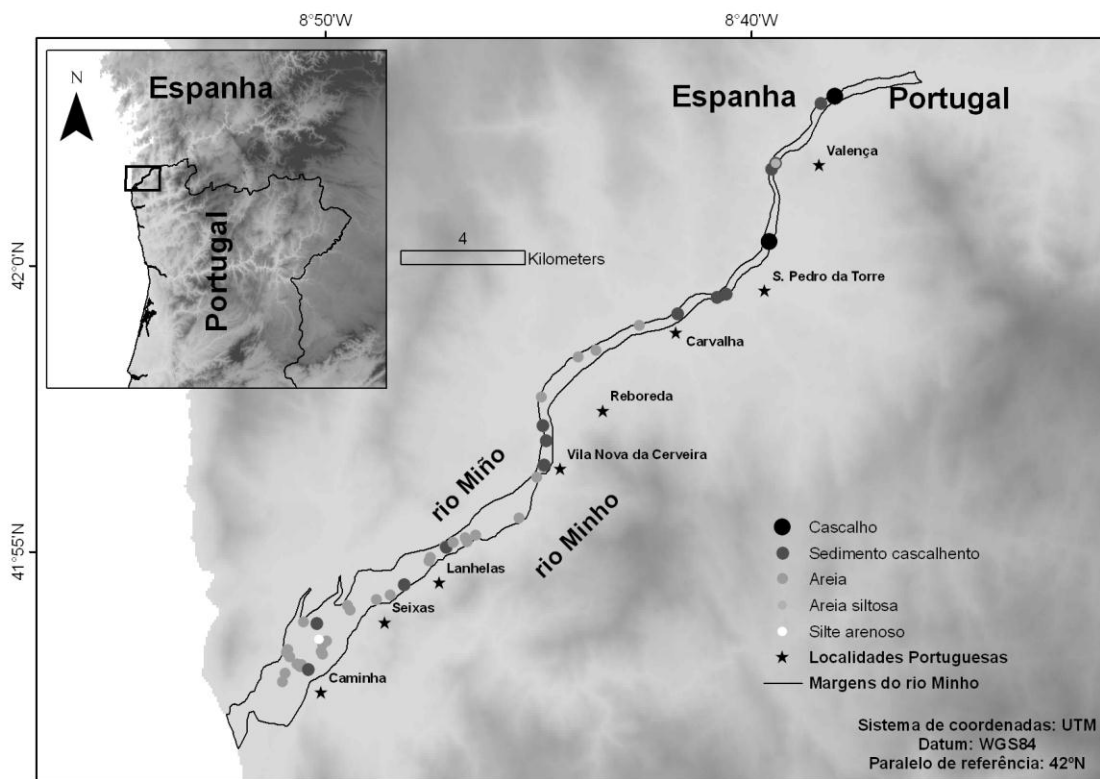 8°50'W
8°40'W
N
Espanha
Portugal
Espanha
Portugal
Valença
4
Kilometers
42°0'N
S. Pedro da Torre
Carvalha
Reboreda
Vila Nova da Cerveira
rio Miño
rio Minho
41°55'N
Lanhelas
Seixas
Caminha
Cascalho
Sedimento cascalhento
Areia
Areia siltosa
Silte arenoso
Localidades Portuguesas
Margens do rio Minho
Sistema de coordenadas: UTM
Datum: WGS84
Paralelo de referência: 42ºN